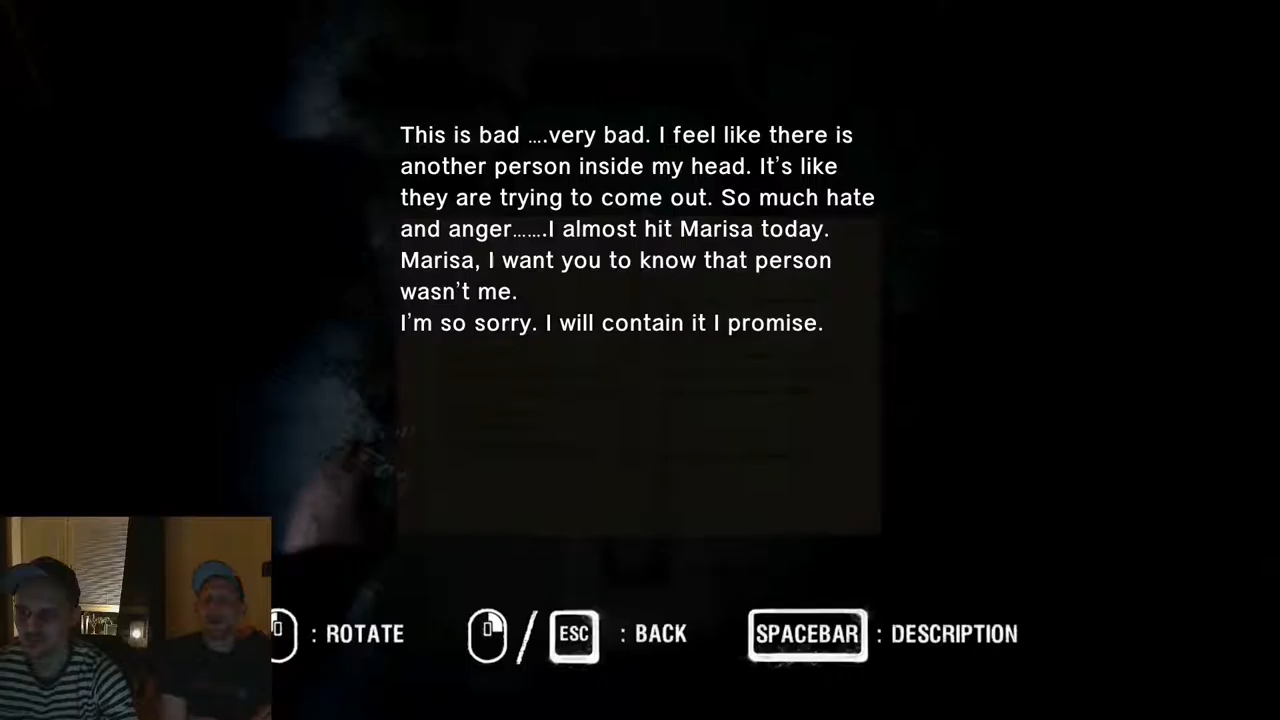 This is bad ….very bad. I feel like there is
another person inside my head. It's like
they are trying to come out. So much hate
and anger…….I almost hit Marisa today.
Marisa, I want you to know that person
wasn't me.
I'm so sorry. I will contain it I promise.
: ROTATE / ESC : BACK SPACEBAR : DESCRIPTION